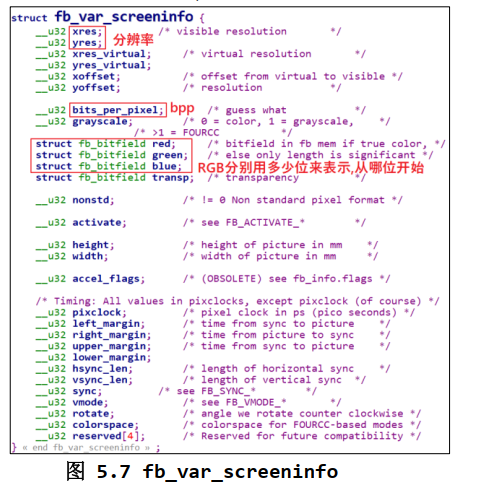 struct fb_var_screeninfo {
__u32 xres; /* visible resolution */
__u32 yres; 分辨率
__u32 xres_virtual; /* virtual resolution */
__u32 yres_virtual;
__u32 xoffset; /* offset from virtual to visible */
__u32 yoffset; /* resolution */
__u32 bits_per_pixel; bpp /* guess what */
__u32 grayscale; /* 0 = color, 1 = grayscale, */
/* >1 = FOURCC */
struct fb_bitfield red; /* bitfield in fb mem if true color, */
struct fb_bitfield green; /* else only length is significant */
struct fb_bitfield blue; RGB分别用多少位来表示,从哪位开始
struct fb_bitfield transp; /* transparency */
__u32 nonstd; /* != 0 Non standard pixel format */
__u32 activate; /* see FB_ACTIVATE_* */
__u32 height; /* height of picture in mm */
__u32 width; /* width of picture in mm */
__u32 accel_flags; /* (OBSOLETE) see fb_info.flags */
/* Timing: All values in pixclocks, except pixclock (of course) */
__u32 pixclock; /* pixel clock in ps (pico seconds) */
__u32 left_margin; /* time from sync to picture */
__u32 right_margin; /* time from picture to sync */
__u32 upper_margin; /* time from sync to picture */
__u32 lower_margin;
__u32 hsync_len; /* length of horizontal sync */
__u32 vsync_len; /* length of vertical sync */
__u32 sync; /* see FB_SYNC_* */
__u32 vmode; /* see FB_VMODE_* */
__u32 rotate; /* angle we rotate counter clockwise */
__u32 colorspace; /* colorspace for FOURCC-based modes */
__u32 reserved[4]; /* Reserved for future compatibility */
} « end fb_var_screeninfo » ;
图 5.7 fb_var_screeninfo